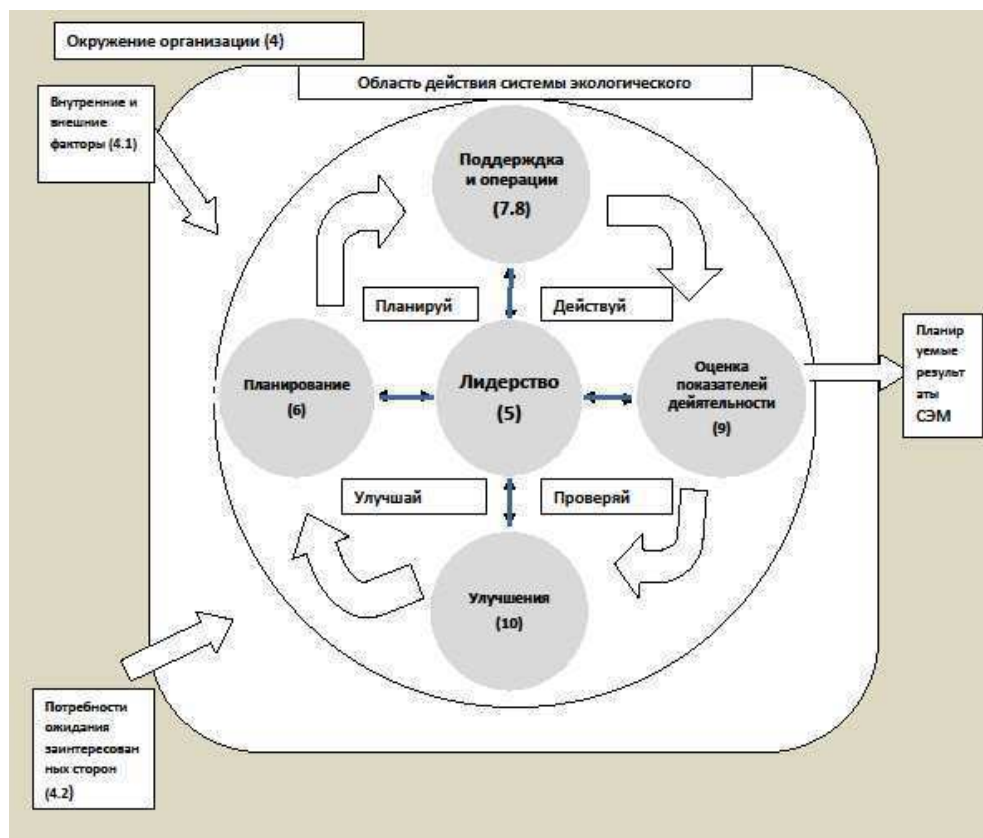 Окружение организации (4)
Область действия системы экологического
Внутренние и
внешние
факторы (4.1)
Поддерждка
и операции
(7.8)
Планируй
Действуй
Планирование
(6)
Лидерство
(5)
Оценка
показателей
дейятельности
(9)
Планир
уемые
результ
аты
СЭМ
Улучшай
Проверяй
Улучшения
(10)
Потребности
ожидания
заинтересован
ных сторон
(4.2)